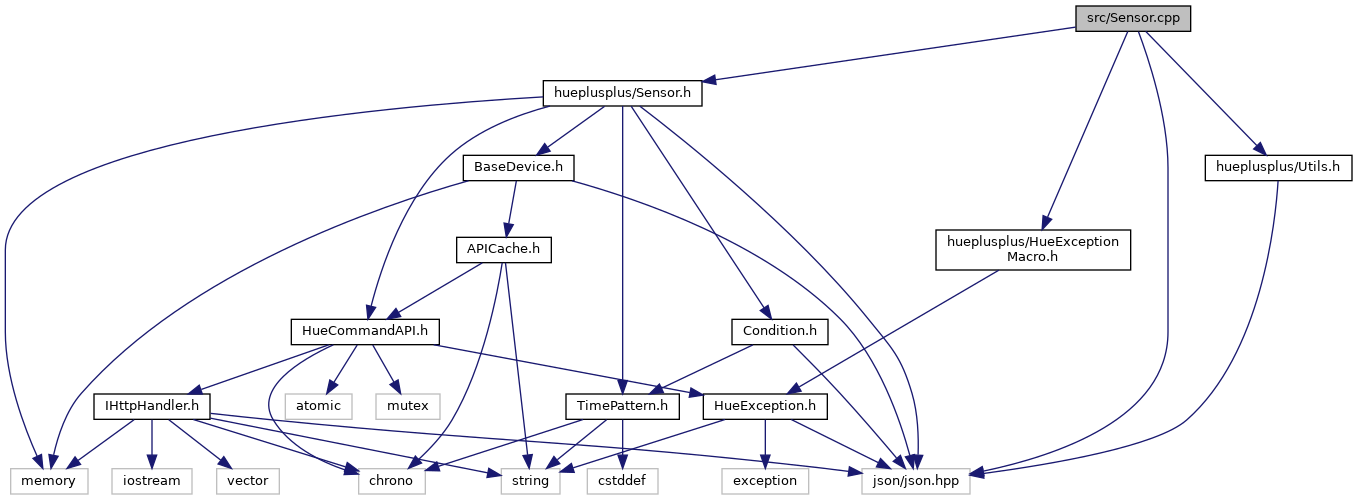 src/Sensor.cpp
hueplusplus/Sensor.h
BaseDevice.h
hueplusplus/Utils.h
hueplusplus/HueException
Macro.h
APICache.h
HueCommandAPI.h
Condition.h
IHttpHandler.h
atomic
mutex
TimePattern.h
HueException.h
memory
iostream
vector
chrono
string
cstddef
exception
json/json.hpp